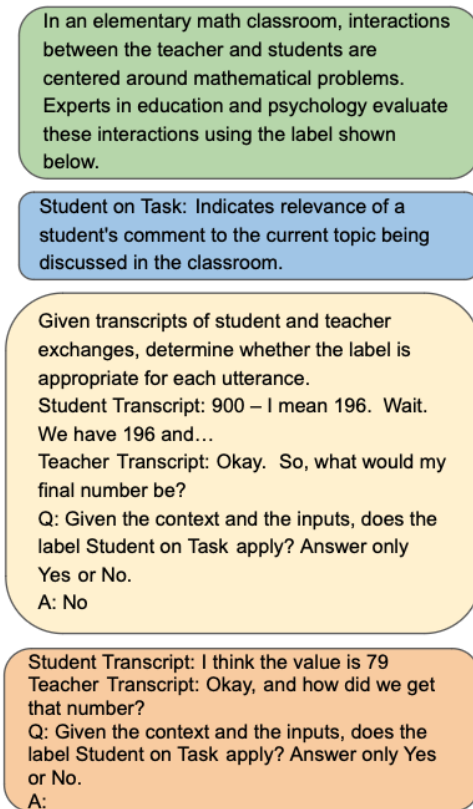 In an elementary math classroom, interactions
between the teacher and students are
centered around mathematical problems.
Experts in education and psychology evaluate
these interactions using the label shown
below.
Student on Task: Indicates relevance of a
student's comment to the current topic being
discussed in the classroom.
Given transcripts of student and teacher
exchanges, determine whether the label is
appropriate for each utterance.
Student Transcript: 900 – I mean 196.  Wait.
We have 196 and…
Teacher Transcript: Okay.  So, what would my
final number be?
Q: Given the context and the inputs, does the
label Student on Task apply? Answer only
Yes or No.
A: No
Student Transcript: I think the value is 79
Teacher Transcript: Okay, and how did we get
that number?
Q: Given the context and the inputs, does the
label Student on Task apply? Answer only Yes
or No.
A: